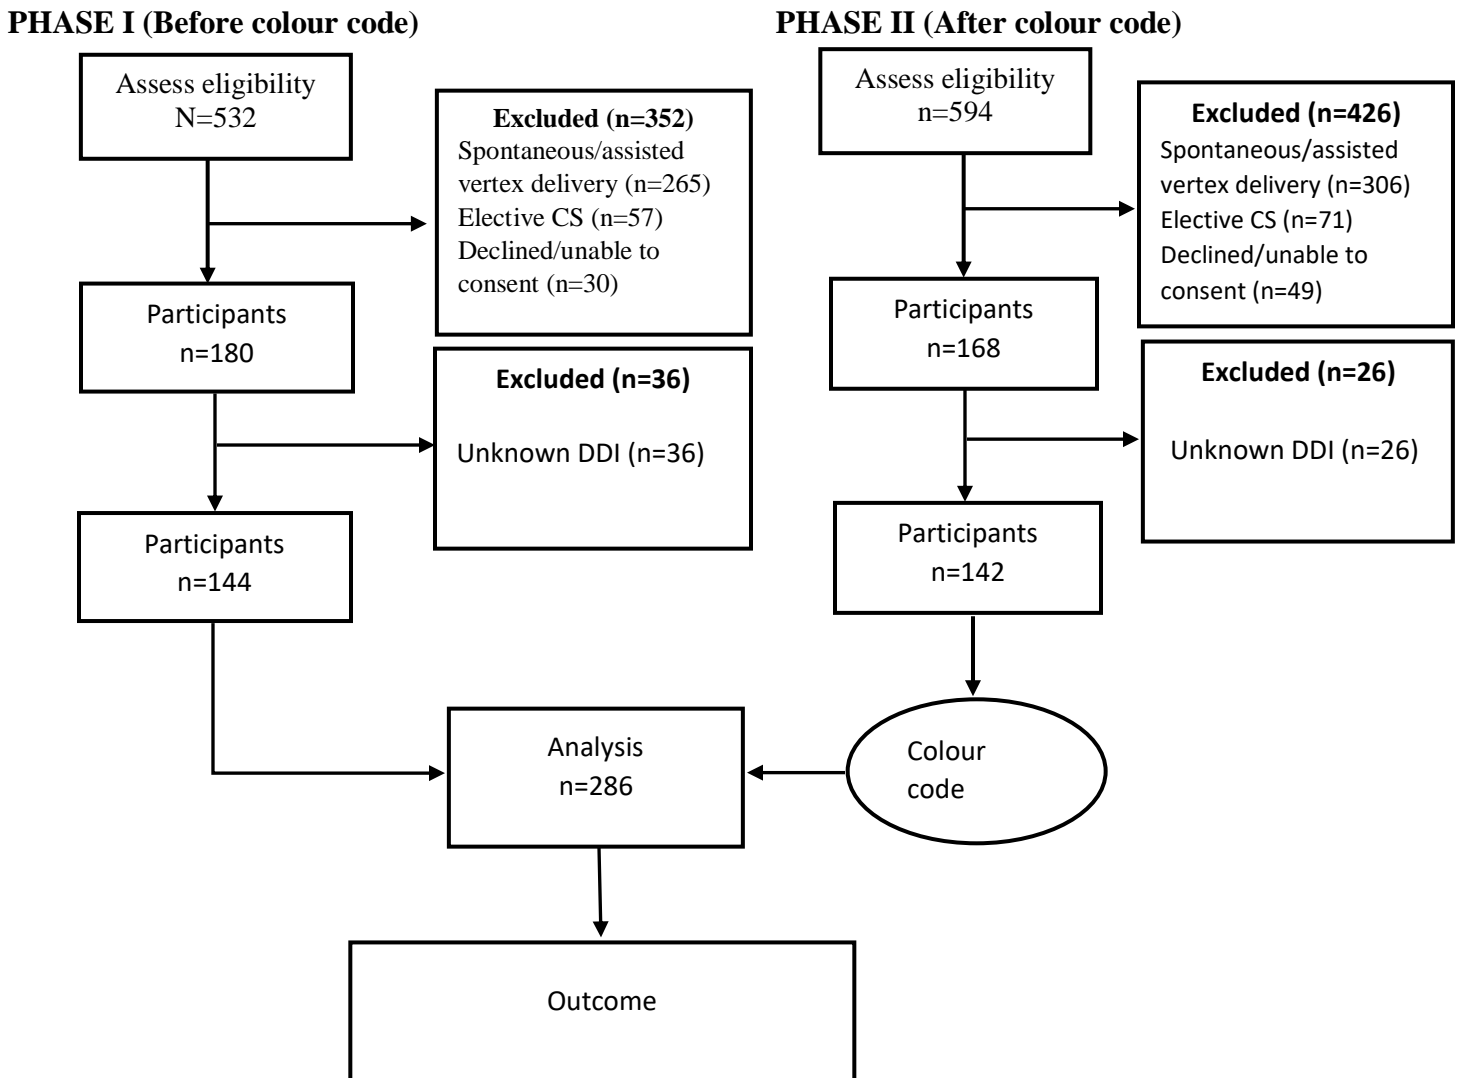 PHASE I (Before colour code)
Assess eligibility
N=532
Excluded (n=352)
Spontaneous/assisted
vertex delivery (n=265)
Elective CS (n=57)
Declined/unable to
consent (n=30)
Participants
n=180
Excluded (n=36)
Unknown DDI (n=36)
Participants
n=144
PHASE II (After colour code)
Assess eligibility
n=594
Excluded (n=426)
Spontaneous/assisted
vertex delivery (n=306)
Elective CS (n=71)
Declined/unable to
consent (n=49)
Participants
n=168
Excluded (n=26)
Unknown DDI (n=26)
Participants
n=142
Colour
code
Analysis
n=286
Outcome